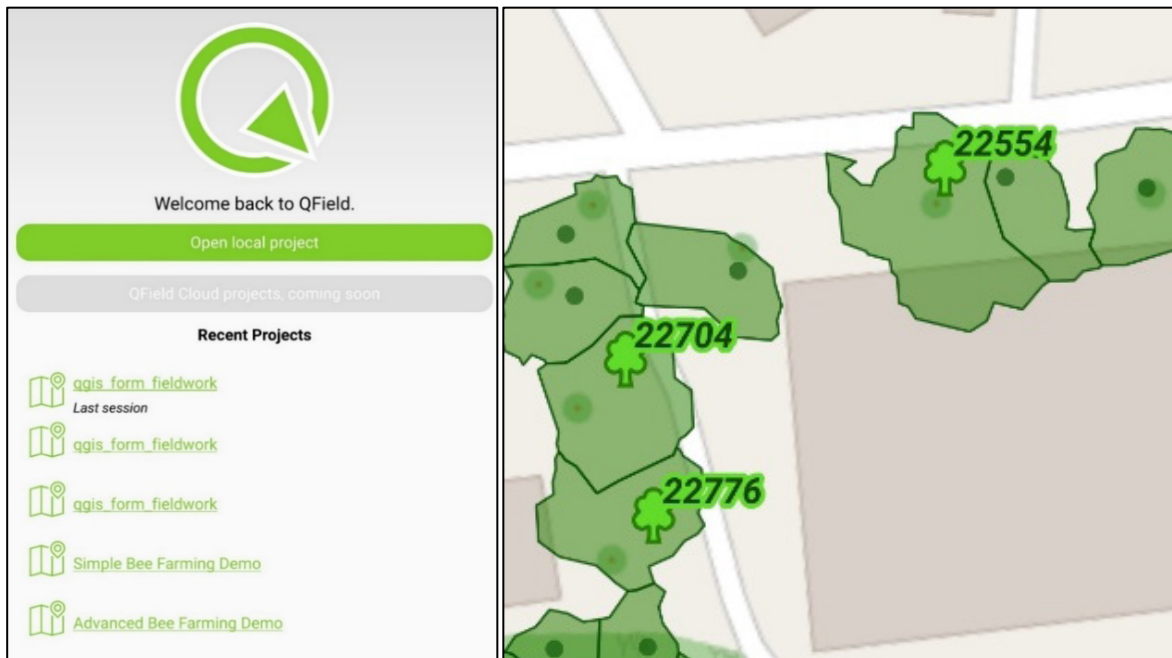 Welcome back to QField.
Open local project
QField Cloud projects, coming soon
Recent Projects
qgis_form_fieldwork
Last session
qgis_form_fieldwork
qgis_form_fieldwork
Simple Bee Farming Demo
Advanced Bee Farming Demo
22554
22704
22776